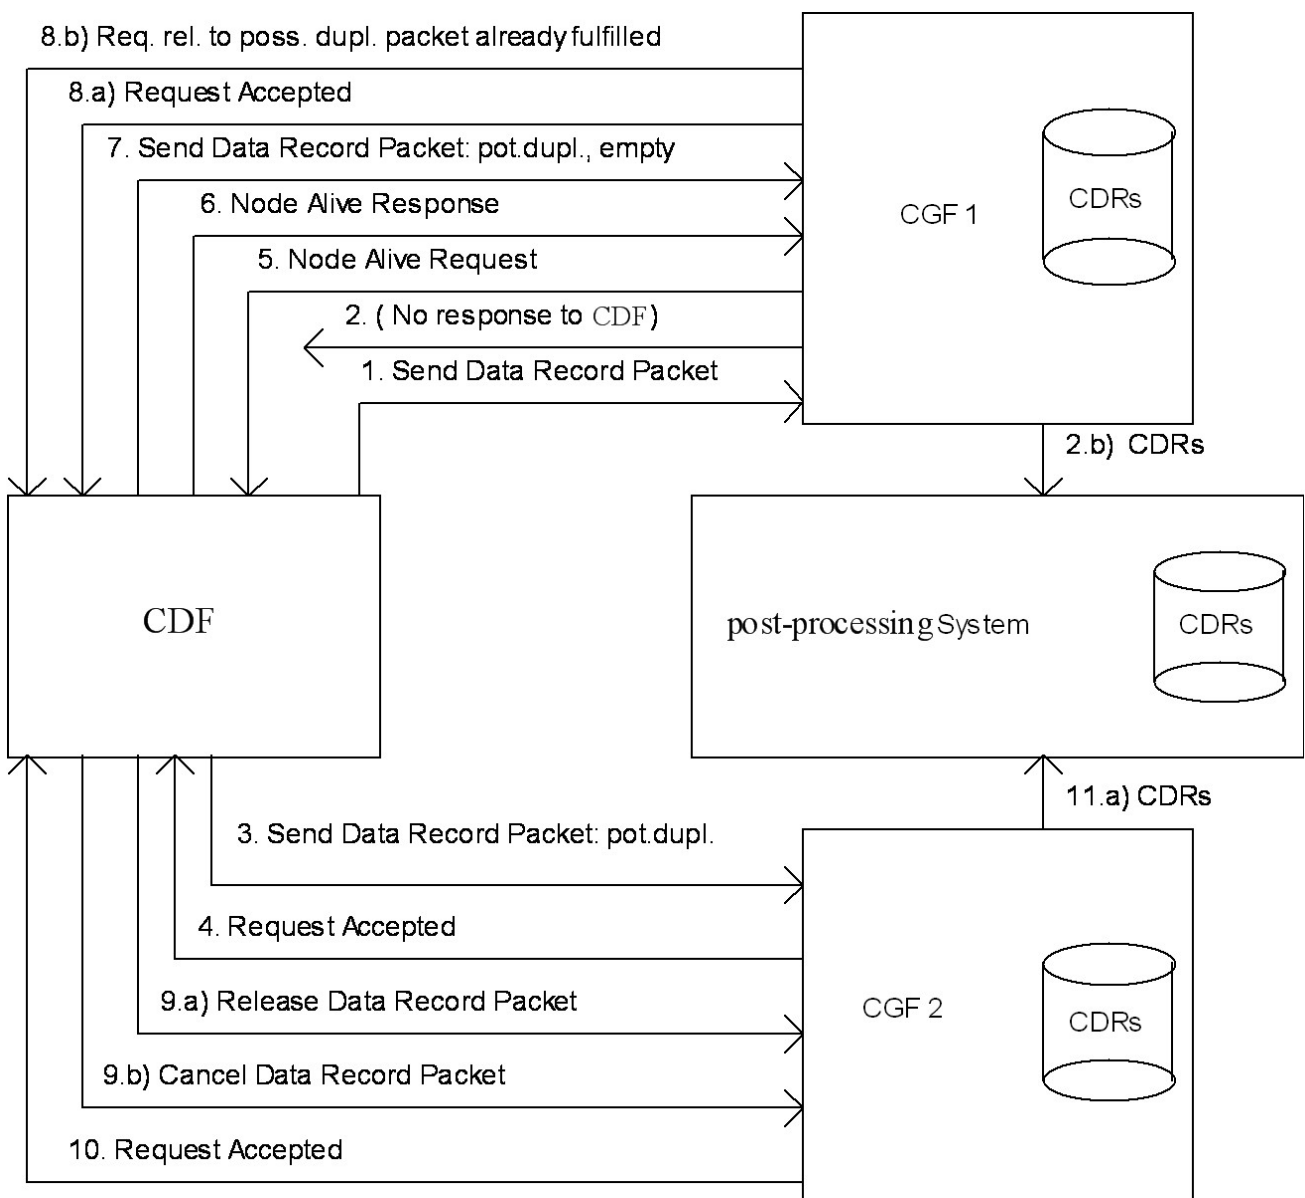 8.b) Req. rel. to poss. dupl. packet already fulfilled
8.a) Request Accepted
7. Send Data Record Packet: pot.dupl., empty
CDRs
6. Node Alive Response
CGF 1
5. Node Alive Request
2. ( No response to CDF)
1. Send Data Record Packet
2.b) CDRs
CDF
post-processing System
CDRs
11.a) CDRs
3. Send Data Record Packet: pot.dupl.
4. Request Accepted
9.a) Release Data Record Packet
CGF 2
CDRs
9.b) Cancel Data Record Packet
10. Request Accepted